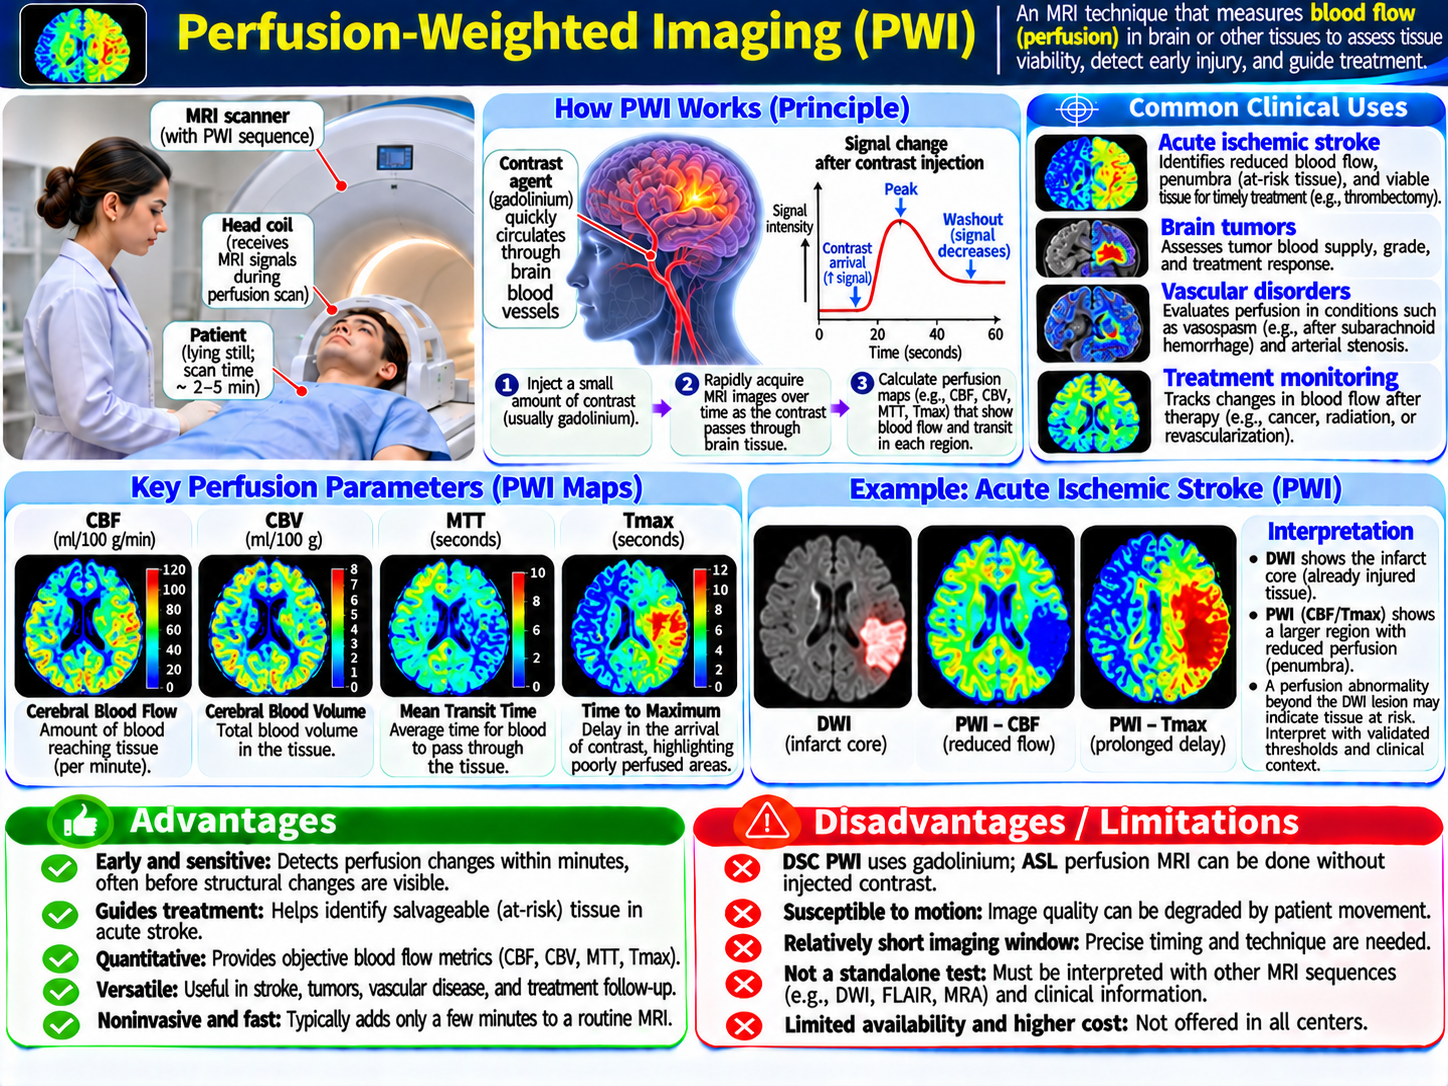 Perfusion-Weighted Imaging (PWI)
An MRI technique that measures blood flow
(perfusion) in brain or other tissues to assess tissue
viability, detect early injury, and guide treatment.
MRI scanner
(with PWI sequence)
Head coil
(receives
MRI signals
during
perfusion scan)
Patient
(lying still;
scan time
~ 2–5 min)
How PWI Works (Principle)
Contrast
agent
(gadolinium)
quickly
circulates
through
brain
blood
vessels
Signal change
after contrast injection
Signal
intensity
Peak
Contrast
arrival
(↑ signal)
Washout
(signal
decreases)
0 20 40 60
Time (seconds)
1 Inject a small
amount of contrast
(usually gadolinium).
2 Rapidly acquire
MRI images over
time as the contrast
passes through
brain tissue.
3 Calculate perfusion
maps (e.g., CBF, CBV,
MTT, Tmax) that show
blood flow and transit
in each region.
Common Clinical Uses
Acute ischemic stroke
Identifies reduced blood flow,
penumbra (at-risk tissue), and viable
tissue for timely treatment (e.g., thrombectomy).
Brain tumors
Assesses tumor blood supply, grade,
and treatment response.
Vascular disorders
Evaluates perfusion in conditions such
as vasospasm (e.g., after subarachnoid
hemorrhage) and arterial stenosis.
Treatment monitoring
Tracks changes in blood flow after
therapy (e.g., cancer, radiation, or
revascularization).
Key Perfusion Parameters (PWI Maps)
CBF
(ml/100 g/min)
120
100
80
60
40
20
0
Cerebral Blood Flow
Amount of blood
reaching tissue
(per minute).
CBV
(ml/100 g)
8
7
6
5
4
3
2
1
0
Cerebral Blood Volume
Total blood volume
in the tissue.
MTT
(seconds)
10
8
6
2
0
Mean Transit Time
Average time for blood
to pass through
the tissue.
Tmax
(seconds)
12
10
8
6
4
2
0
Time to Maximum
Delay in the arrival
of contrast, highlighting
poorly perfused areas.
Example: Acute Ischemic Stroke (PWI)
DWI
(infarct core)
PWI – CBF
(reduced flow)
PWI – Tmax
(prolonged delay)
Interpretation
• DWI shows the infarct
core (already injured
tissue).
• PWI (CBF/Tmax) shows
a larger region with
reduced perfusion
(penumbra).
• A perfusion abnormality
beyond the DWI lesion may
indicate tissue at risk.
Interpret with validated
thresholds and clinical
context.
Advantages
Early and sensitive: Detects perfusion changes within minutes,
often before structural changes are visible.
Guides treatment: Helps identify salvageable (at-risk) tissue in
acute stroke.
Quantitative: Provides objective blood flow metrics (CBF, CBV, MTT, Tmax).
Versatile: Useful in stroke, tumors, vascular disease, and treatment follow-up.
Noninvasive and fast: Typically adds only a few minutes to a routine MRI.
Disadvantages / Limitations
DSC PWI uses gadolinium; ASL perfusion MRI can be done without
injected contrast.
Susceptible to motion: Image quality can be degraded by patient movement.
Relatively short imaging window: Precise timing and technique are needed.
Not a standalone test: Must be interpreted with other MRI sequences
(e.g., DWI, FLAIR, MRA) and clinical information.
Limited availability and higher cost: Not offered in all centers.